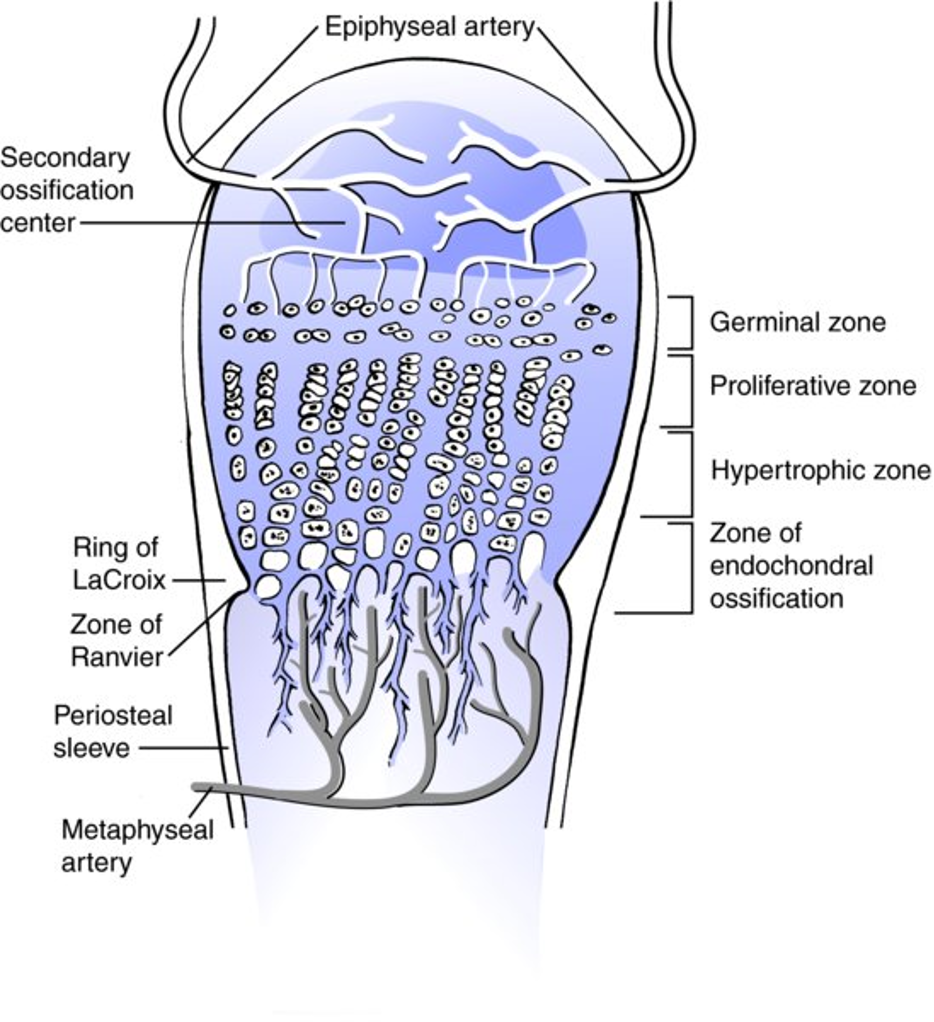 Epiphyseal artery
Secondary
ossification
center
Germinal zone
Proliferative zone
Hypertrophic zone
Zone of
endochondral
ossification
Ring of
LaCroix
Zone of
Ranvier
Periosteal
sleeve
Metaphyseal
artery